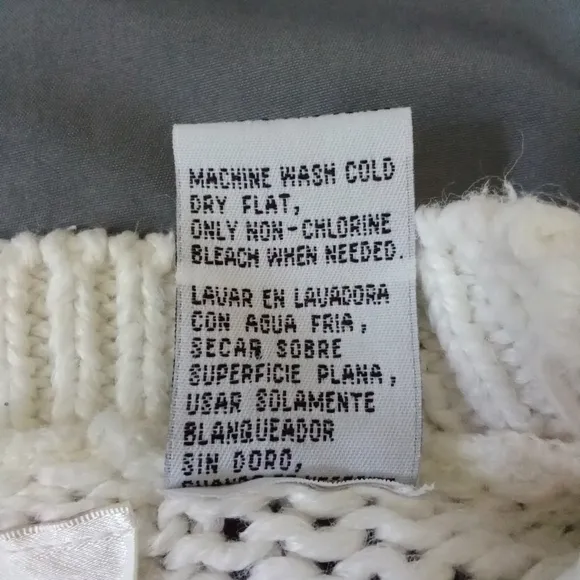 MACHINE WASH COLD
DRY FLAT,
ONLY NON-CHLORINE
BLEACH WHEN NEEDED.
LAVAR EN LAVADORA
CON AGUA FRIA,
SECAR SOBRE
SUPERFICIE PLANA,
USAR SOLAMENTE
BLANQUEADOR
SIN DORO,